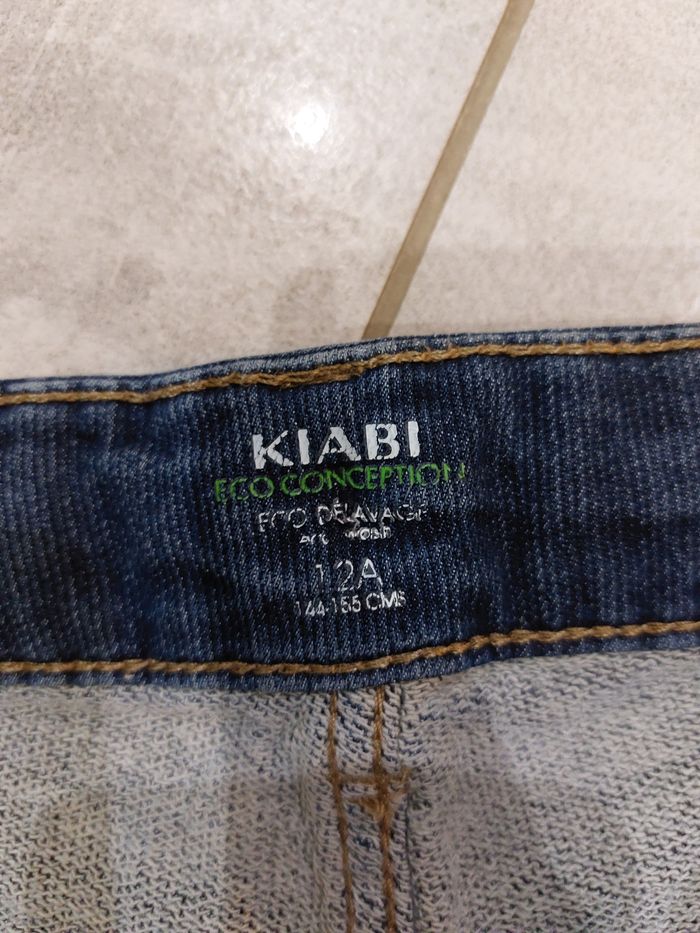 KIABI
ECO CONCEPTION
ECO DÉLAVAGE
12A
144-155 CMS